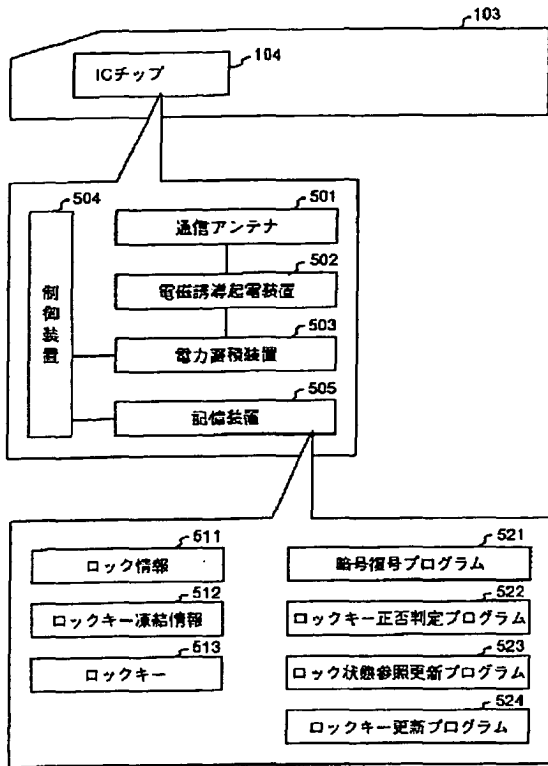 103
ICチップ
104
504
制御装置
501
通信アンテナ
502
電磁誘導起電装置
503
電力蓄積装置
505
記憶装置
511
ロック情報
512
ロックキー凍結情報
513
ロックキー
521
暗号復号プログラム
522
ロックキー正否判定プログラム
523
ロック状態参照更新プログラム
524
ロックキー更新プログラム